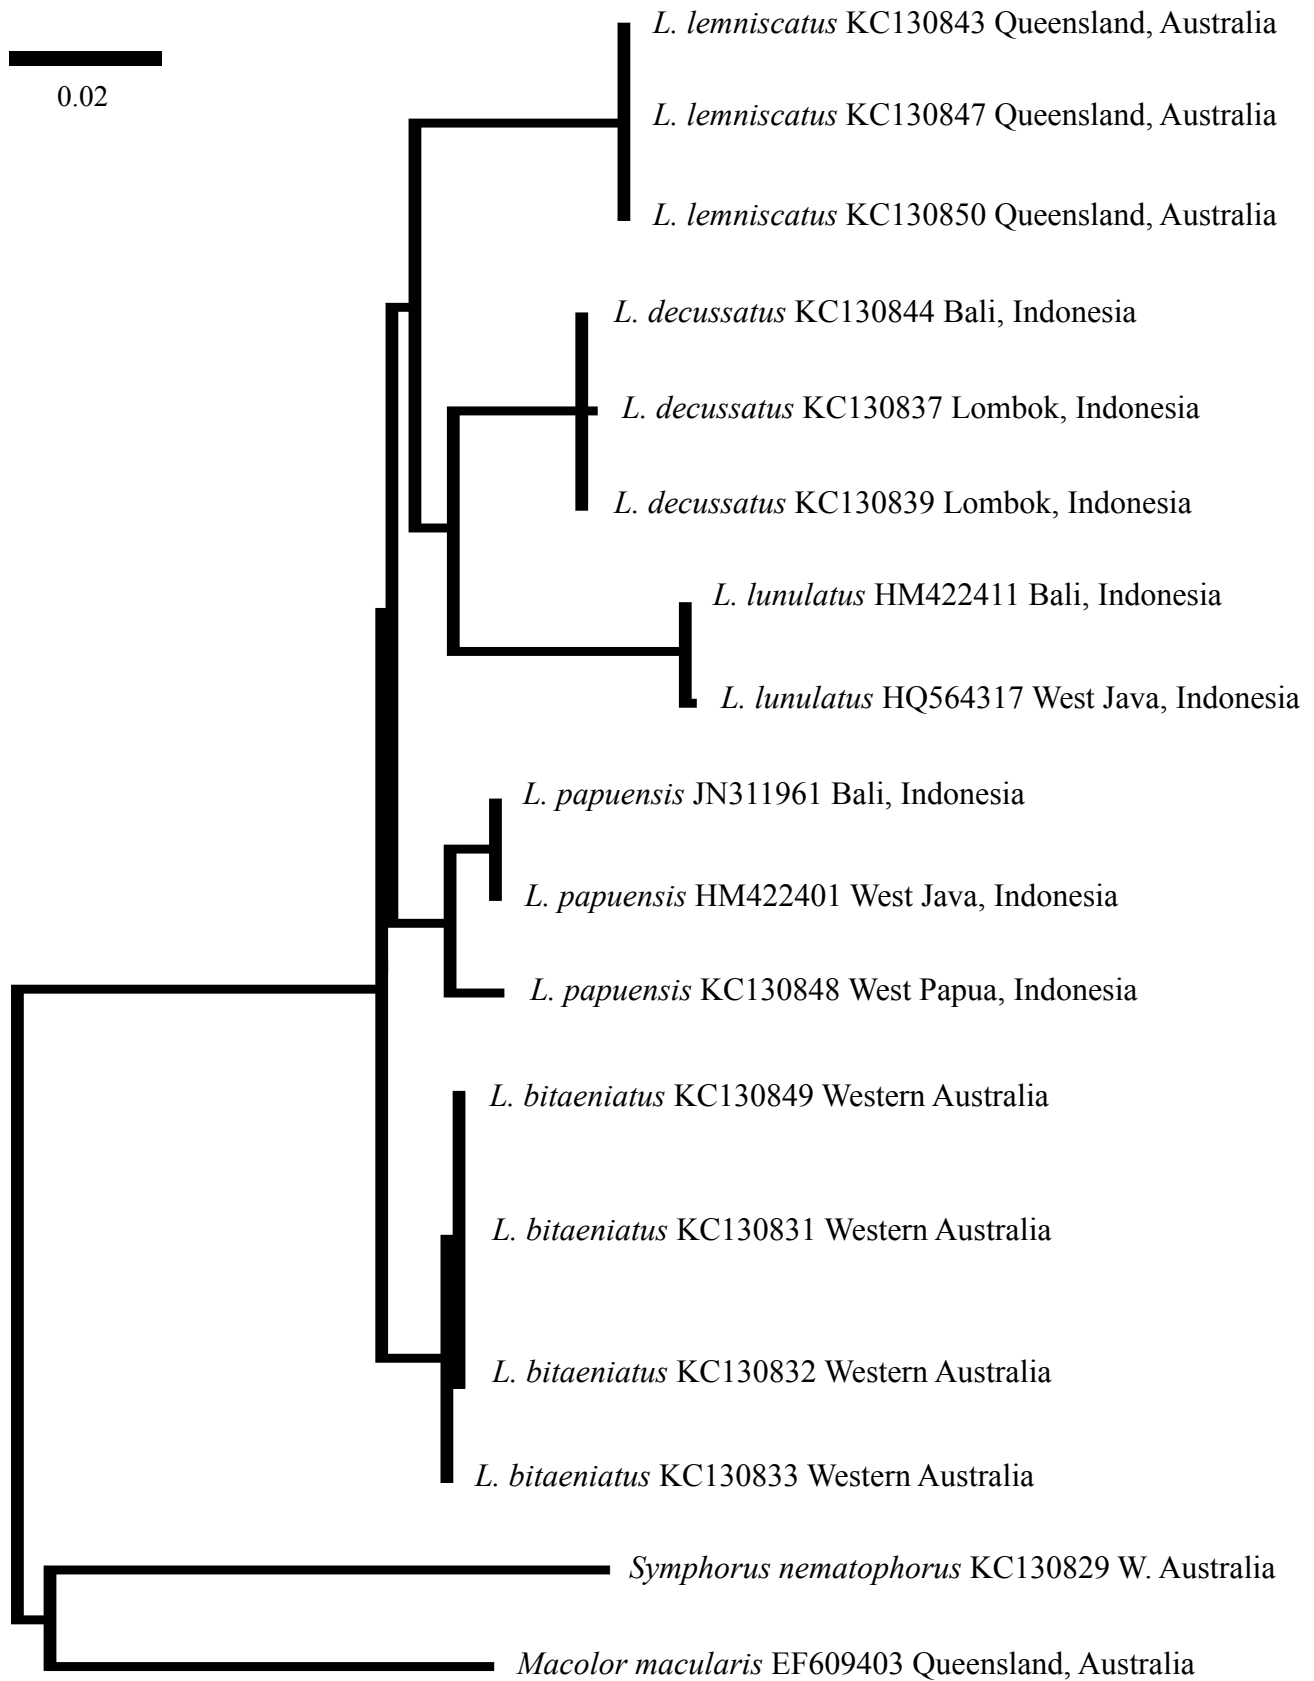 L. lemniscatus KC130843 Queensland, Australia
0.02
L. lemniscatus KC130847 Queensland, Australia
L. lemniscatus KC130850 Queensland, Australia
L. decussatus KC130844 Bali, Indonesia
L. decussatus KC130837 Lombok, Indonesia
L. decussatus KC130839 Lombok, Indonesia
L. lunulatus HM422411 Bali, Indonesia
L. lunulatus HQ564317 West Java, Indonesia
L. papuensis JN311961 Bali, Indonesia
L. papuensis HM422401 West Java, Indonesia
L. papuensis KC130848 West Papua, Indonesia
L. bitaeniatus KC130849 Western Australia
L. bitaeniatus KC130831 Western Australia
L. bitaeniatus KC130832 Western Australia
L. bitaeniatus KC130833 Western Australia
Symphorus nematophorus KC130829 W. Australia
Macolor macularis EF609403 Queensland, Australia